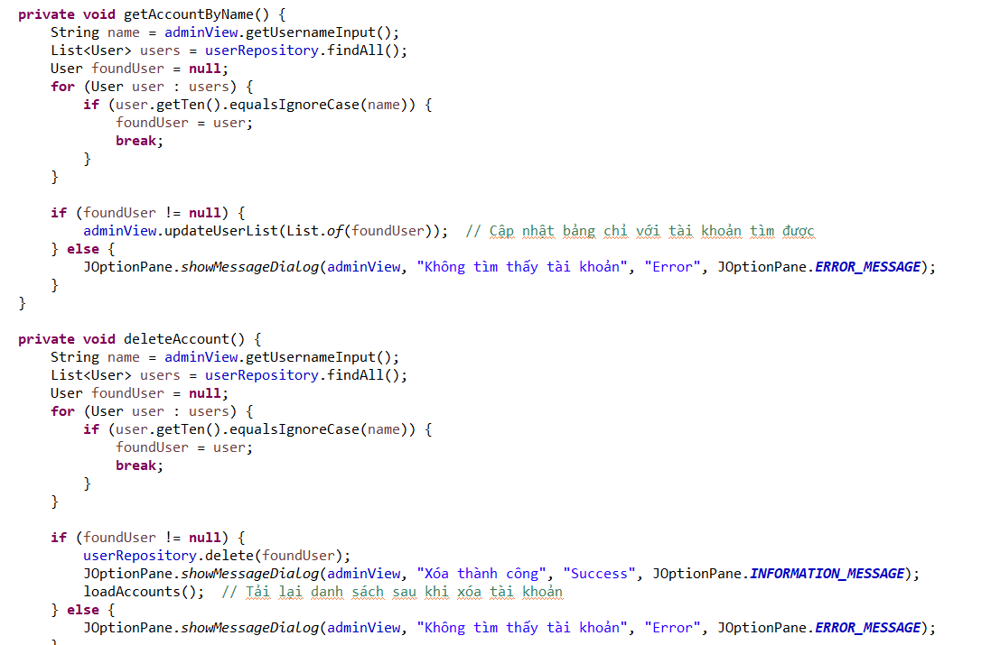 private void getAccountByName() {
    String name = adminView.getUsernameInput();
    List<User> users = userRepository.findAll();
    User foundUser = null;
    for (User user : users) {
        if (user.getTen().equalsIgnoreCase(name)) {
            foundUser = user;
            break;
        }
    }

    if (foundUser != null) {
        adminView.updateUserList(List.of(foundUser));  // Cập nhật bảng chỉ với tài khoản tìm được
    } else {
        JOptionPane.showMessageDialog(adminView, "Không tìm thấy tài khoản", "Error", JOptionPane.ERROR_MESSAGE);
    }
}

private void deleteAccount() {
    String name = adminView.getUsernameInput();
    List<User> users = userRepository.findAll();
    User foundUser = null;
    for (User user : users) {
        if (user.getTen().equalsIgnoreCase(name)) {
            foundUser = user;
            break;
        }
    }

    if (foundUser != null) {
        userRepository.delete(foundUser);
        JOptionPane.showMessageDialog(adminView, "Xóa thành công", "Success", JOptionPane.INFORMATION_MESSAGE);
        loadAccounts();  // Tải lại danh sách sau khi xóa tài khoản
    } else {
        JOptionPane.showMessageDialog(adminView, "Không tìm thấy tài khoản", "Error", JOptionPane.ERROR_MESSAGE);
    }